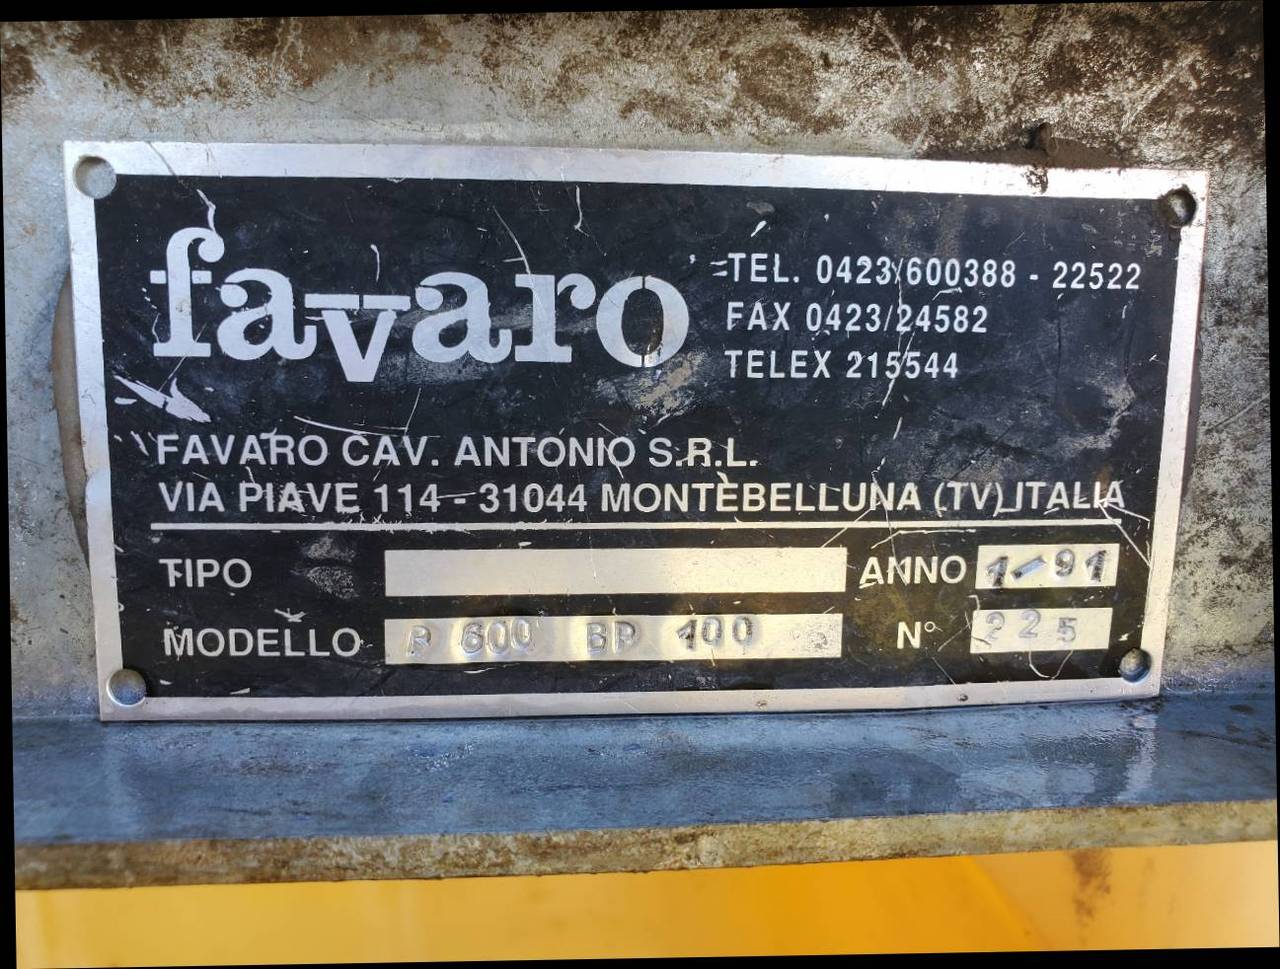 favaro
TEL. 0423/600388 - 22522
FAX 0423/24582
TELEX 215544
FAVARO CAV. ANTONIO S.R.L.
VIA PIAVE 114 - 31044 MONTEBELLUNA (TV) ITALIA
TIPO
ANNO 1-91
MODELLO R 600 BP 100
N° 225